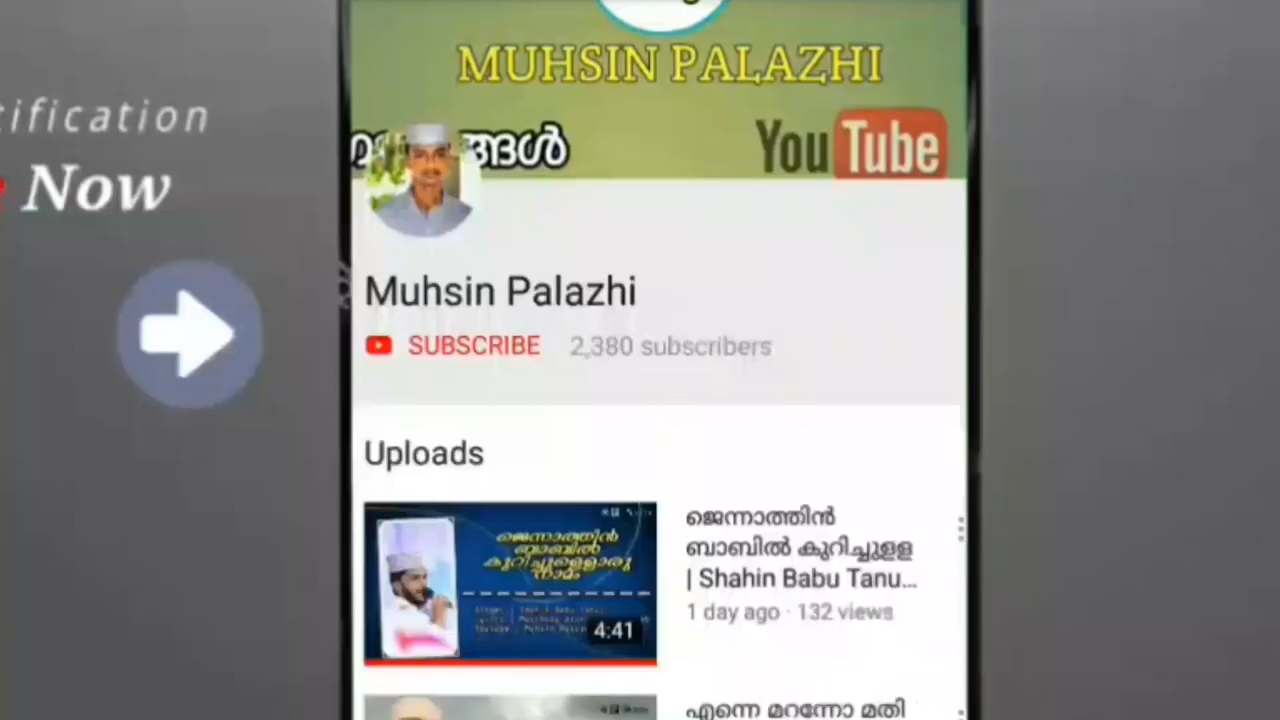 MUHSIN PALAZHI
You Tube
Now
Muhsin Palazhi
SUBSCRIBE 2,380 subscribers
Uploads
ജെന്നാത്തിൻ
ബാബിൽ കുറിച്ചുളള
| Shahin Babu Tanu...
1 day ago · 132 views
ജെന്നാത്തിൻ
ബാബിൽ
കുറിച്ചുള്ളൊരു
നാമം
4:41
എന്നെ മറന്നോ മതി